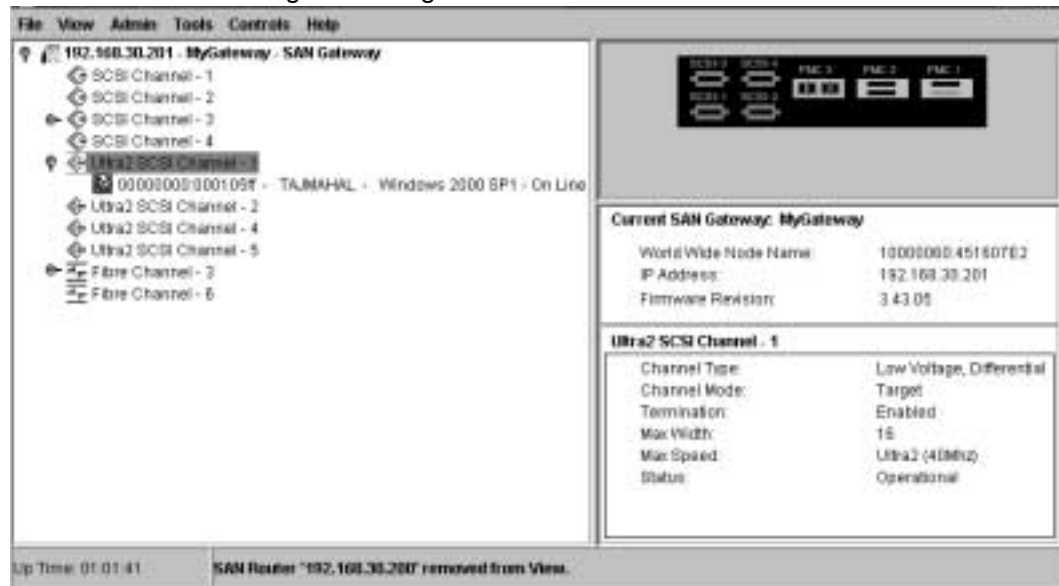 File View Admin Tools Controls Help
192.168.30.201 - MyGateway - SAN Gateway
SCSI Channel - 1
SCSI Channel - 2
SCSI Channel - 3
SCSI Channel - 4
Ultra2 SCSI Channel - 1
TAJMAHAL - Windows 2000 SP1 - On Line
Ultra2 SCSI Channel - 2
Ultra2 SCSI Channel - 4
Ultra2 SCSI Channel - 5
Fibre Channel - 3
Fibre Channel - 6
SCSI-3 SCSI-4 PMC 3 PMC 2 PMC 1
SCSI-1 SCSI-2
Current SAN Gateway: MyGateway
World Wide Node Name: 10000060:451607E2
IP Address: 192.168.30.201
Firmware Revision: 3.43.05
Ultra2 SCSI Channel - 1
Channel Type: Low Voltage, Differential
Channel Mode: Target
Termination: Enabled
Max Width: 16
Max Speed: Ultra2 (40Mhz)
Status: Operational
Up Time: 01:01:41
SAN Router '192.168.30.200' removed from View.